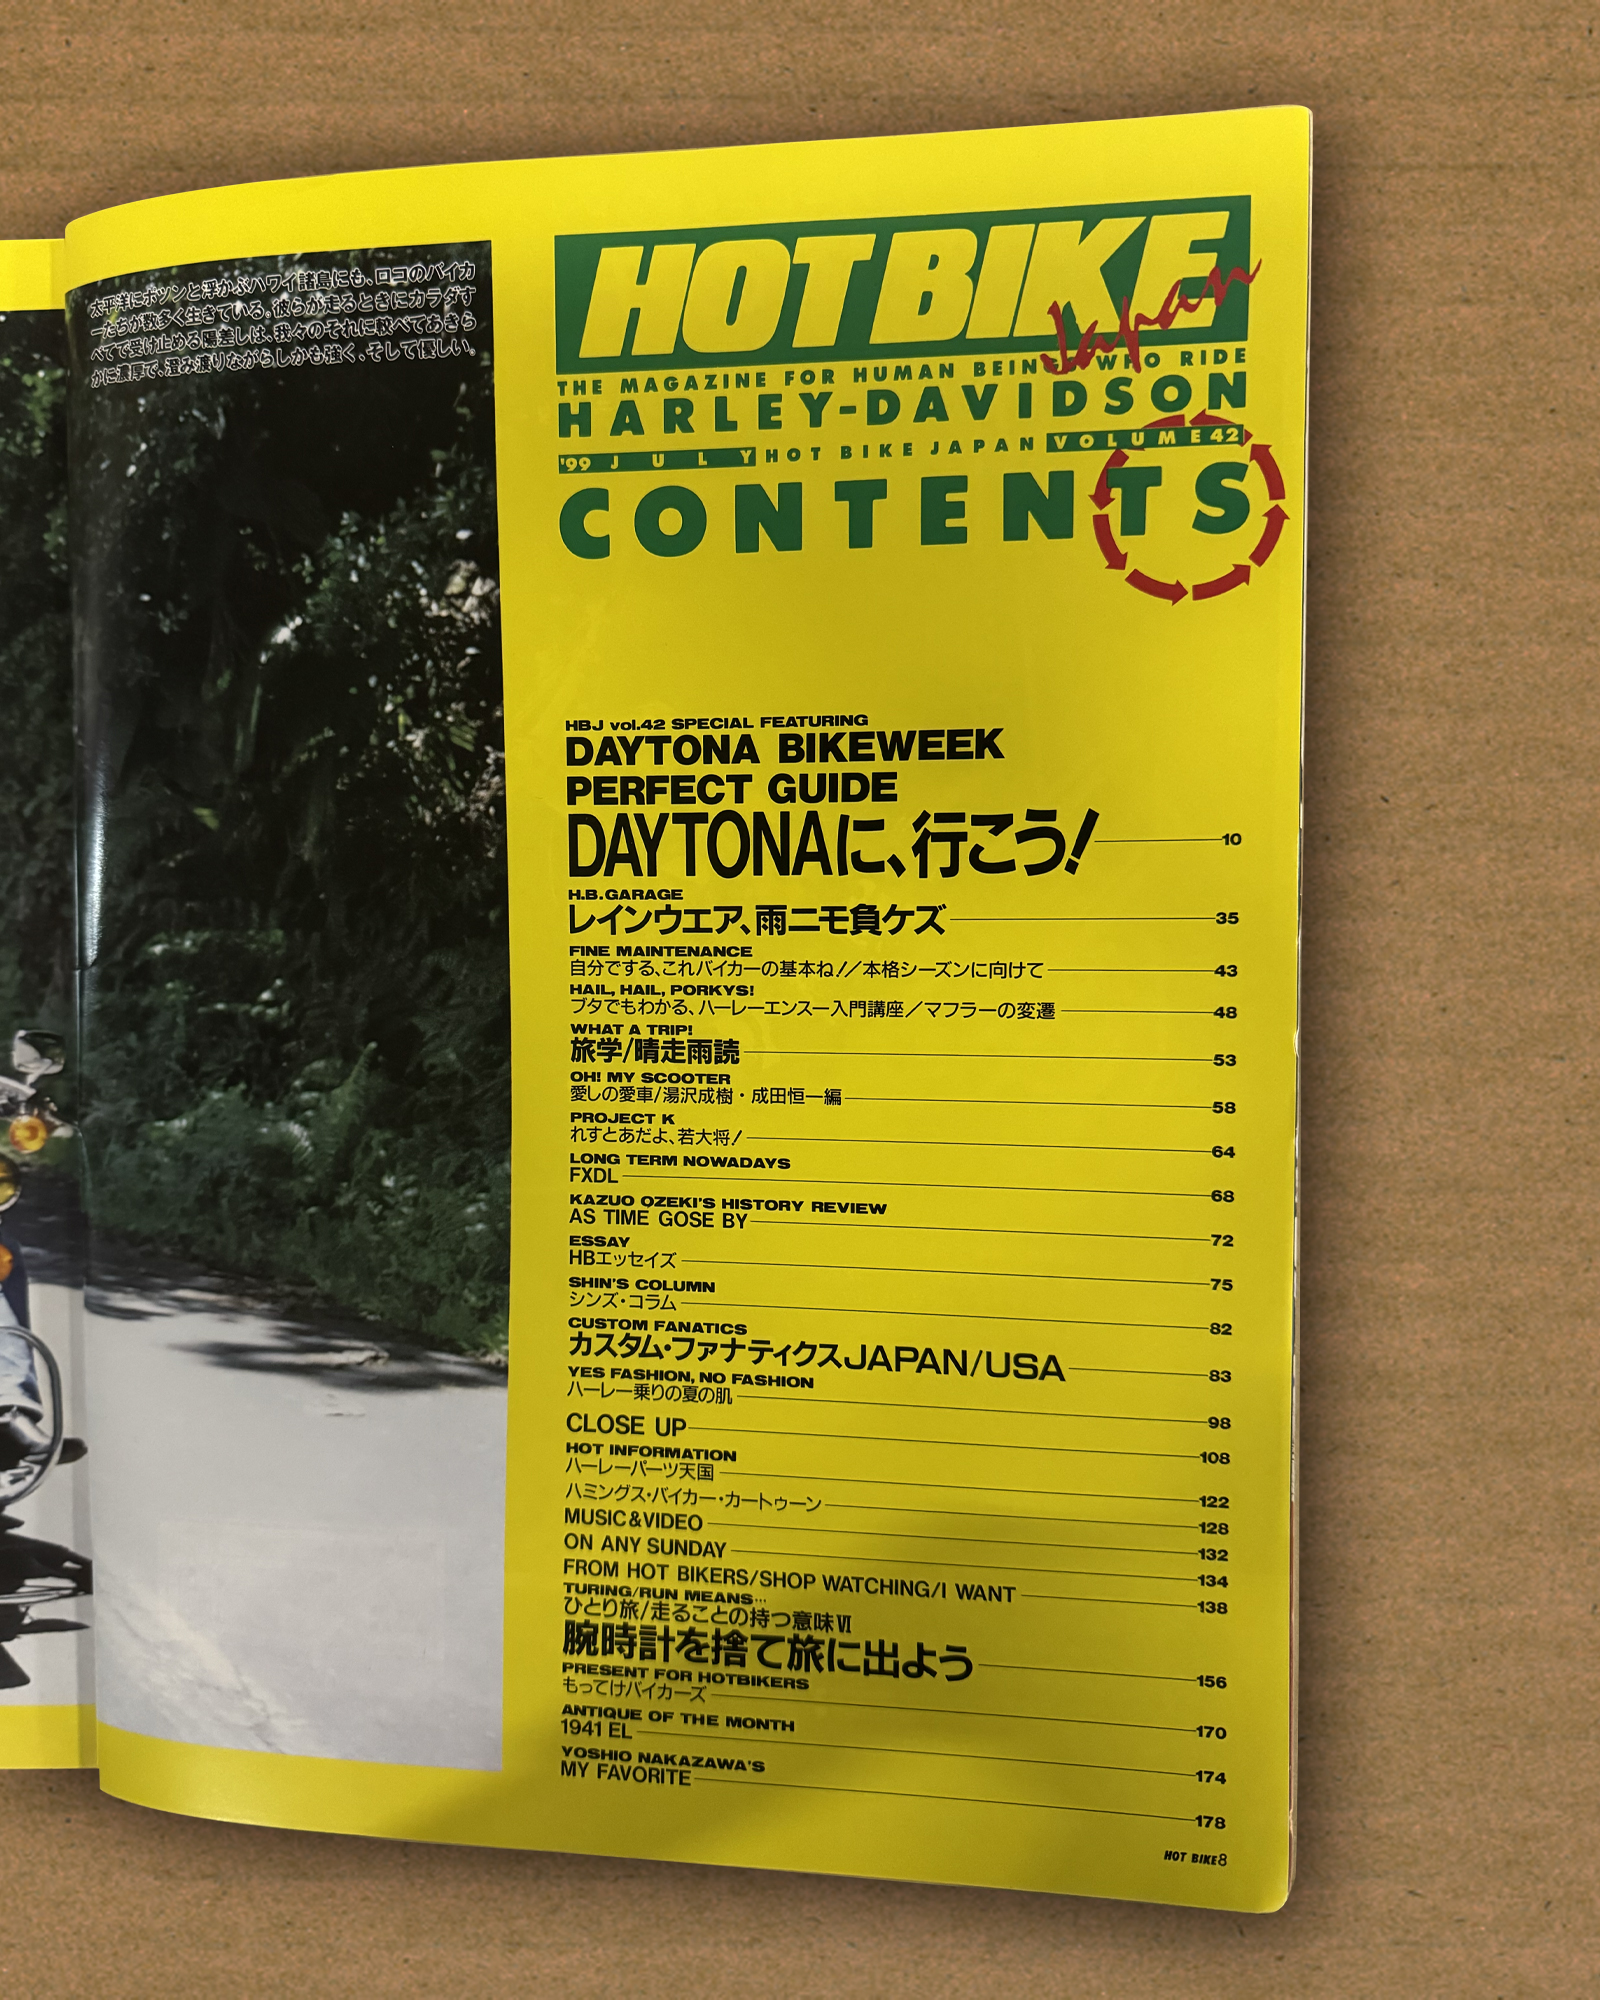 太平洋にポツンと浮かぶハワイ諸島にも、ロコのバイカ
ーたちが数多く生きている。彼らが走るときにカラダす
べてで受け止める陽差しは、我々のそれに較べてあきら
かに濃厚で、澄み渡りながらしかも強く、そして優しい。
HOT BIKE
Japan
THE MAGAZINE FOR HUMAN BEINGS WHO RIDE
HARLEY-DAVIDSON
'99 JULY HOT BIKE JAPAN VOLUME 42
CONTENTS
HBJ vol.42 SPECIAL FEATURING
DAYTONA BIKEWEEK
PERFECT GUIDE
DAYTONAに、行こう! 10
H.B.GARAGE
レインウエア、雨ニモ負ケズ 35
FINE MAINTENANCE
自分でする、これバイカーの基本ね!／本格シーズンに向けて 43
HAIL, HAIL, PORKYS!
ブタでもわかる、ハーレーエンスー入門講座／マフラーの変遷 48
WHAT A TRIP!
旅学/晴走雨読 53
OH! MY SCOOTER
愛しの愛車/湯沢成樹・成田恒一編 58
PROJECT K
れすとあだよ、若大将! 64
LONG TERM NOWADAYS
FXDL 68
KAZUO OZEKI'S HISTORY REVIEW
AS TIME GOSE BY 72
ESSAY
HBエッセイズ 75
SHIN'S COLUMN
シンズ・コラム 82
CUSTOM FANATICS
カスタム・ファナティクスJAPAN/USA 83
YES FASHION, NO FASHION
ハーレー乗りの夏の肌 98
CLOSE UP 108
HOT INFORMATION
ハーレーパーツ天国 122
ハミングス・バイカー・カートゥーン 128
MUSIC&VIDEO 132
ON ANY SUNDAY 134
FROM HOT BIKERS/SHOP WATCHING/I WANT 138
TURING/RUN MEANS…
ひとり旅/走ることの持つ意味Ⅵ
腕時計を捨て旅に出よう 156
PRESENT FOR HOTBIKERS
もってけバイカーズ 170
ANTIQUE OF THE MONTH
1941 EL 174
YOSHIO NAKAZAWA'S
MY FAVORITE 178
HOT BIKE 8